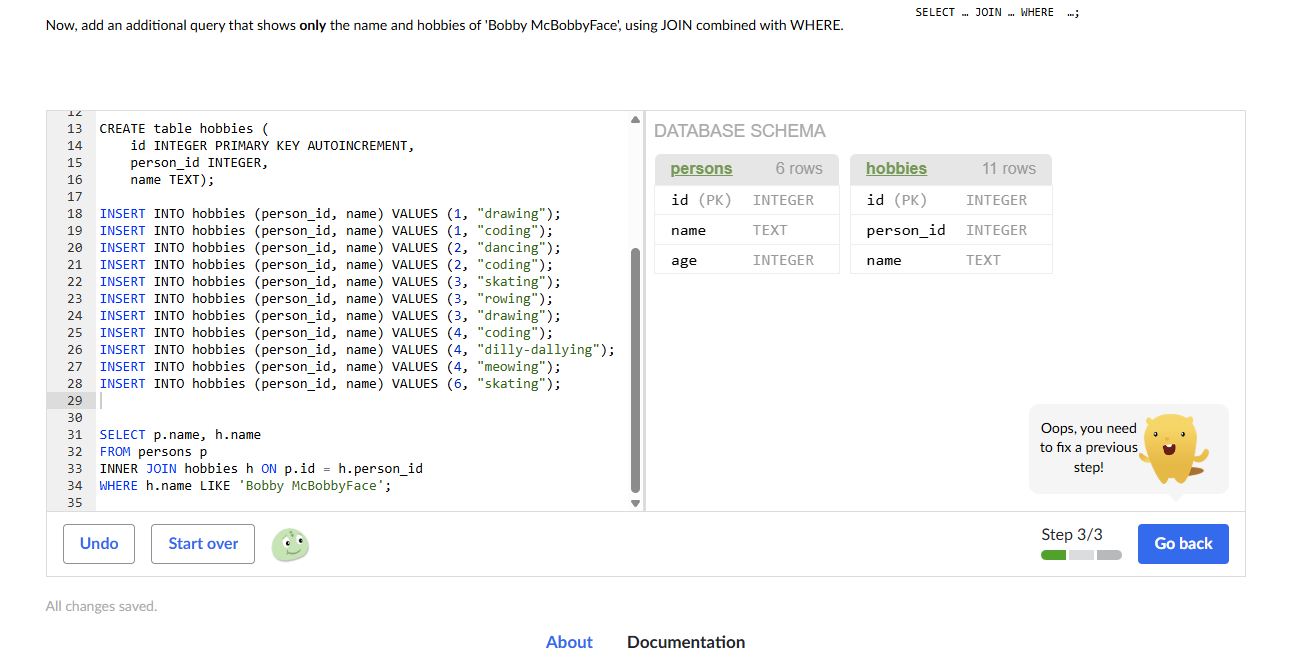 Now, add an additional query that shows only the name and hobbies of 'Bobby McBobbyFace', using JOIN combined with WHERE.
SELECT … JOIN … WHERE …;
12
13 CREATE table hobbies (
14 id INTEGER PRIMARY KEY AUTOINCREMENT,
15 person_id INTEGER,
16 name TEXT);
17
18 INSERT INTO hobbies (person_id, name) VALUES (1, "drawing");
19 INSERT INTO hobbies (person_id, name) VALUES (1, "coding");
20 INSERT INTO hobbies (person_id, name) VALUES (2, "dancing");
21 INSERT INTO hobbies (person_id, name) VALUES (2, "coding");
22 INSERT INTO hobbies (person_id, name) VALUES (3, "skating");
23 INSERT INTO hobbies (person_id, name) VALUES (3, "rowing");
24 INSERT INTO hobbies (person_id, name) VALUES (3, "drawing");
25 INSERT INTO hobbies (person_id, name) VALUES (4, "coding");
26 INSERT INTO hobbies (person_id, name) VALUES (4, "dilly-dallying");
27 INSERT INTO hobbies (person_id, name) VALUES (4, "meowing");
28 INSERT INTO hobbies (person_id, name) VALUES (6, "skating");
29
30
31 SELECT p.name, h.name
32 FROM persons p
33 INNER JOIN hobbies h ON p.id = h.person_id
34 WHERE h.name LIKE 'Bobby McBobbyFace';
35
DATABASE SCHEMA
persons 6 rows
id (PK) INTEGER
name TEXT
age INTEGER
hobbies 11 rows
id (PK) INTEGER
person_id INTEGER
name TEXT
Oops, you need
to fix a previous
step!
Undo
Start over
Step 3/3
Go back
All changes saved.
About
Documentation